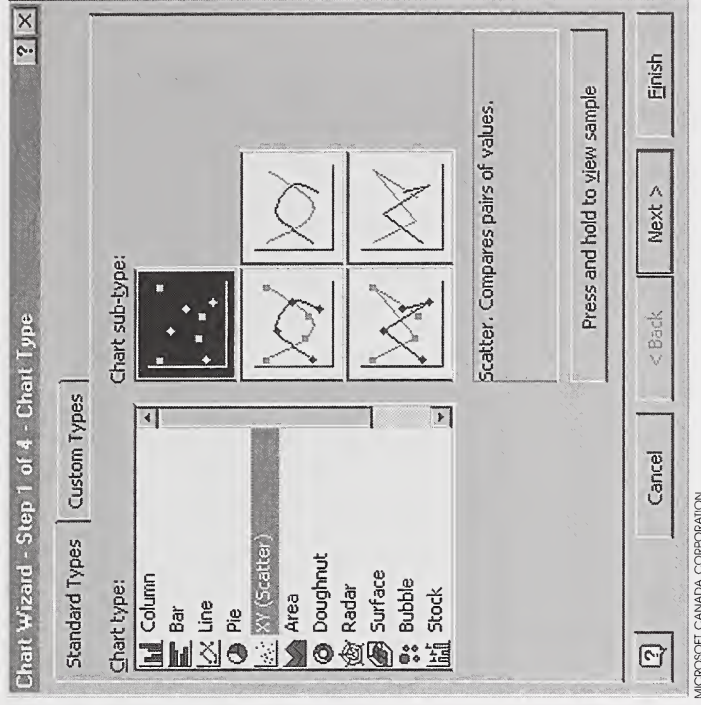 Chart Wizard - Step 1 of 4 - Chart Type
? X
Standard Types
Custom Types
Chart type:
Column
Bar
Line
Pie
XY (Scatter)
Area
Doughnut
Radar
Surface
Bubble
Stock
Chart sub-type:
Scatter. Compares pairs of values.
Press and hold to view sample
?
Cancel
< Back
Next >
Finish
MICROSOFT CANADA CORPORATION